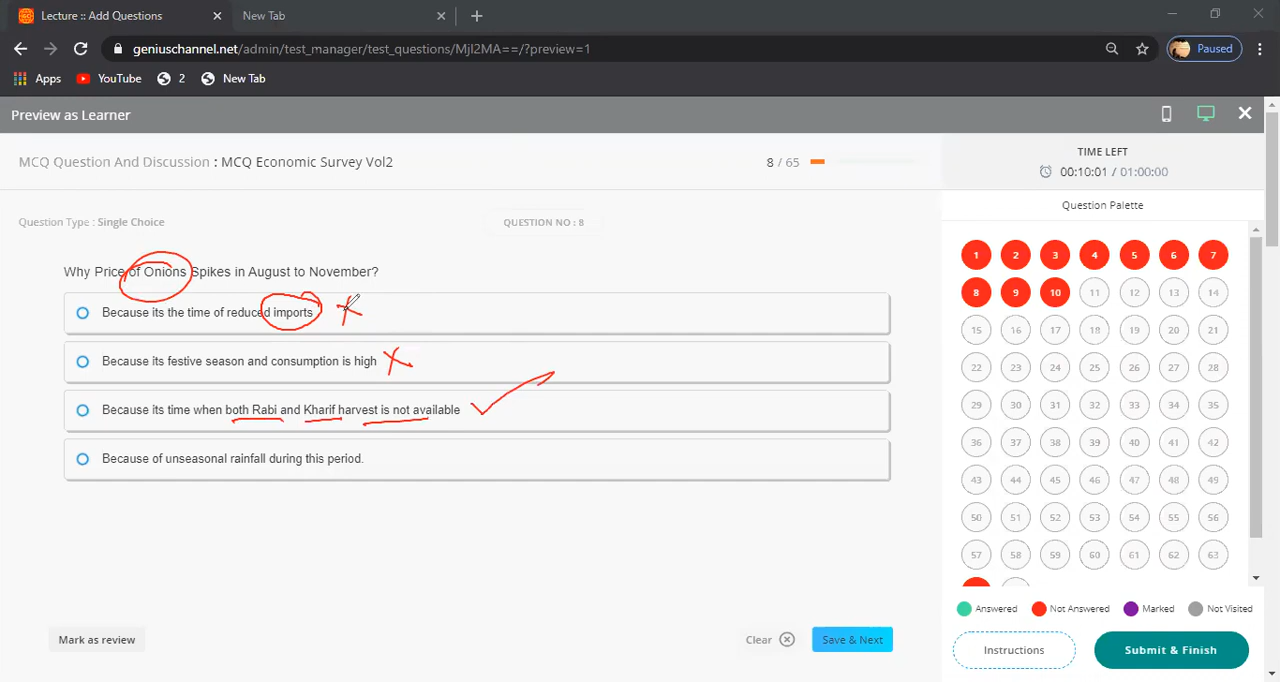 Lecture :: Add Questions
New Tab
geniuschannel.net/admin/test_manager/test_questions/MjI2MA==/?preview=1
Paused
Apps YouTube 2 New Tab
Preview as Learner
MCQ Question And Discussion : MCQ Economic Survey Vol2
8 / 65
TIME LEFT
00:10:01 / 01:00:00
Question Type : Single Choice
QUESTION NO : 8
Question Palette
Why Price of Onions Spikes in August to November?
Because its the time of reduced imports
Because its festive season and consumption is high
Because its time when both Rabi and Kharif harvest is not available
Because of unseasonal rainfall during this period.
1 2 3 4 5 6 7
8 9 10 11 12 13 14
15 16 17 18 19 20 21
22 23 24 25 26 27 28
29 30 31 32 33 34 35
36 37 38 39 40 41 42
43 44 45 46 47 48 49
50 51 52 53 54 55 56
57 58 59 60 61 62 63
Answered Not Answered Marked Not Visited
Mark as review
Clear
Save & Next
Instructions
Submit & Finish